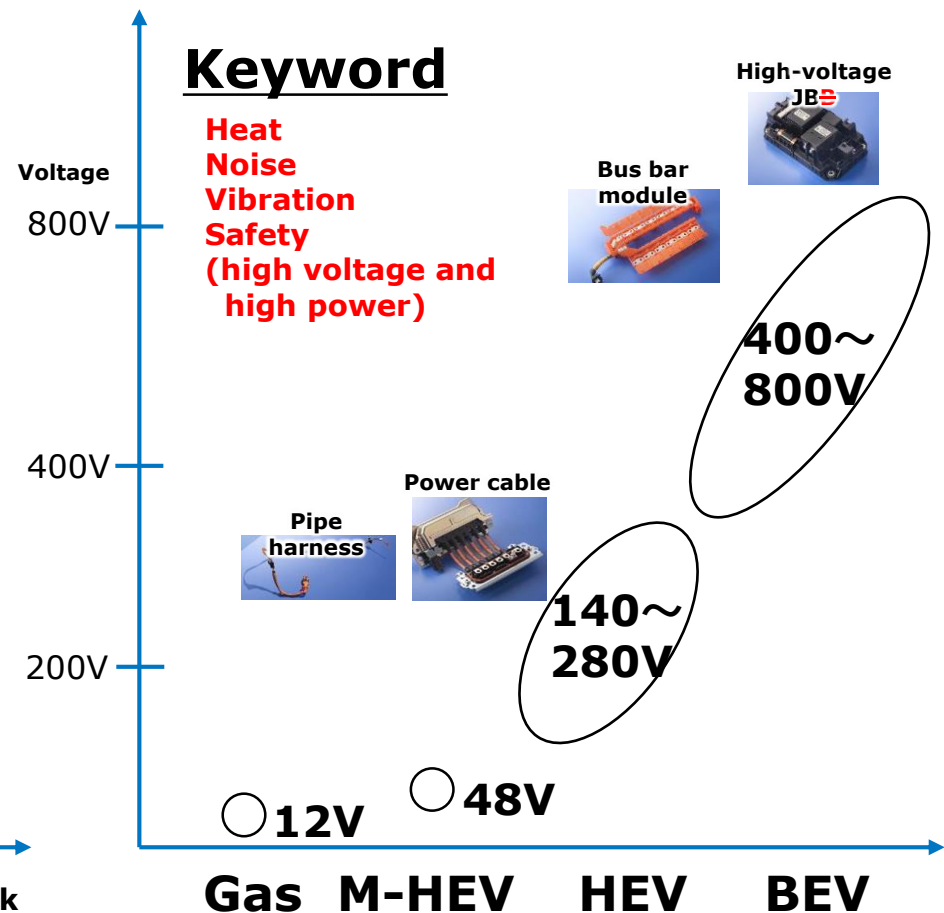 Keyword
Heat
Noise
Vibration
Safety
(high voltage and
high power)
High-voltage
JBB
Bus bar
module
Voltage
800V
400～
800V
400V
Power cable
Pipe
harness
140～
280V
200V
48V
12V
k
Gas M-HEV HEV BEV